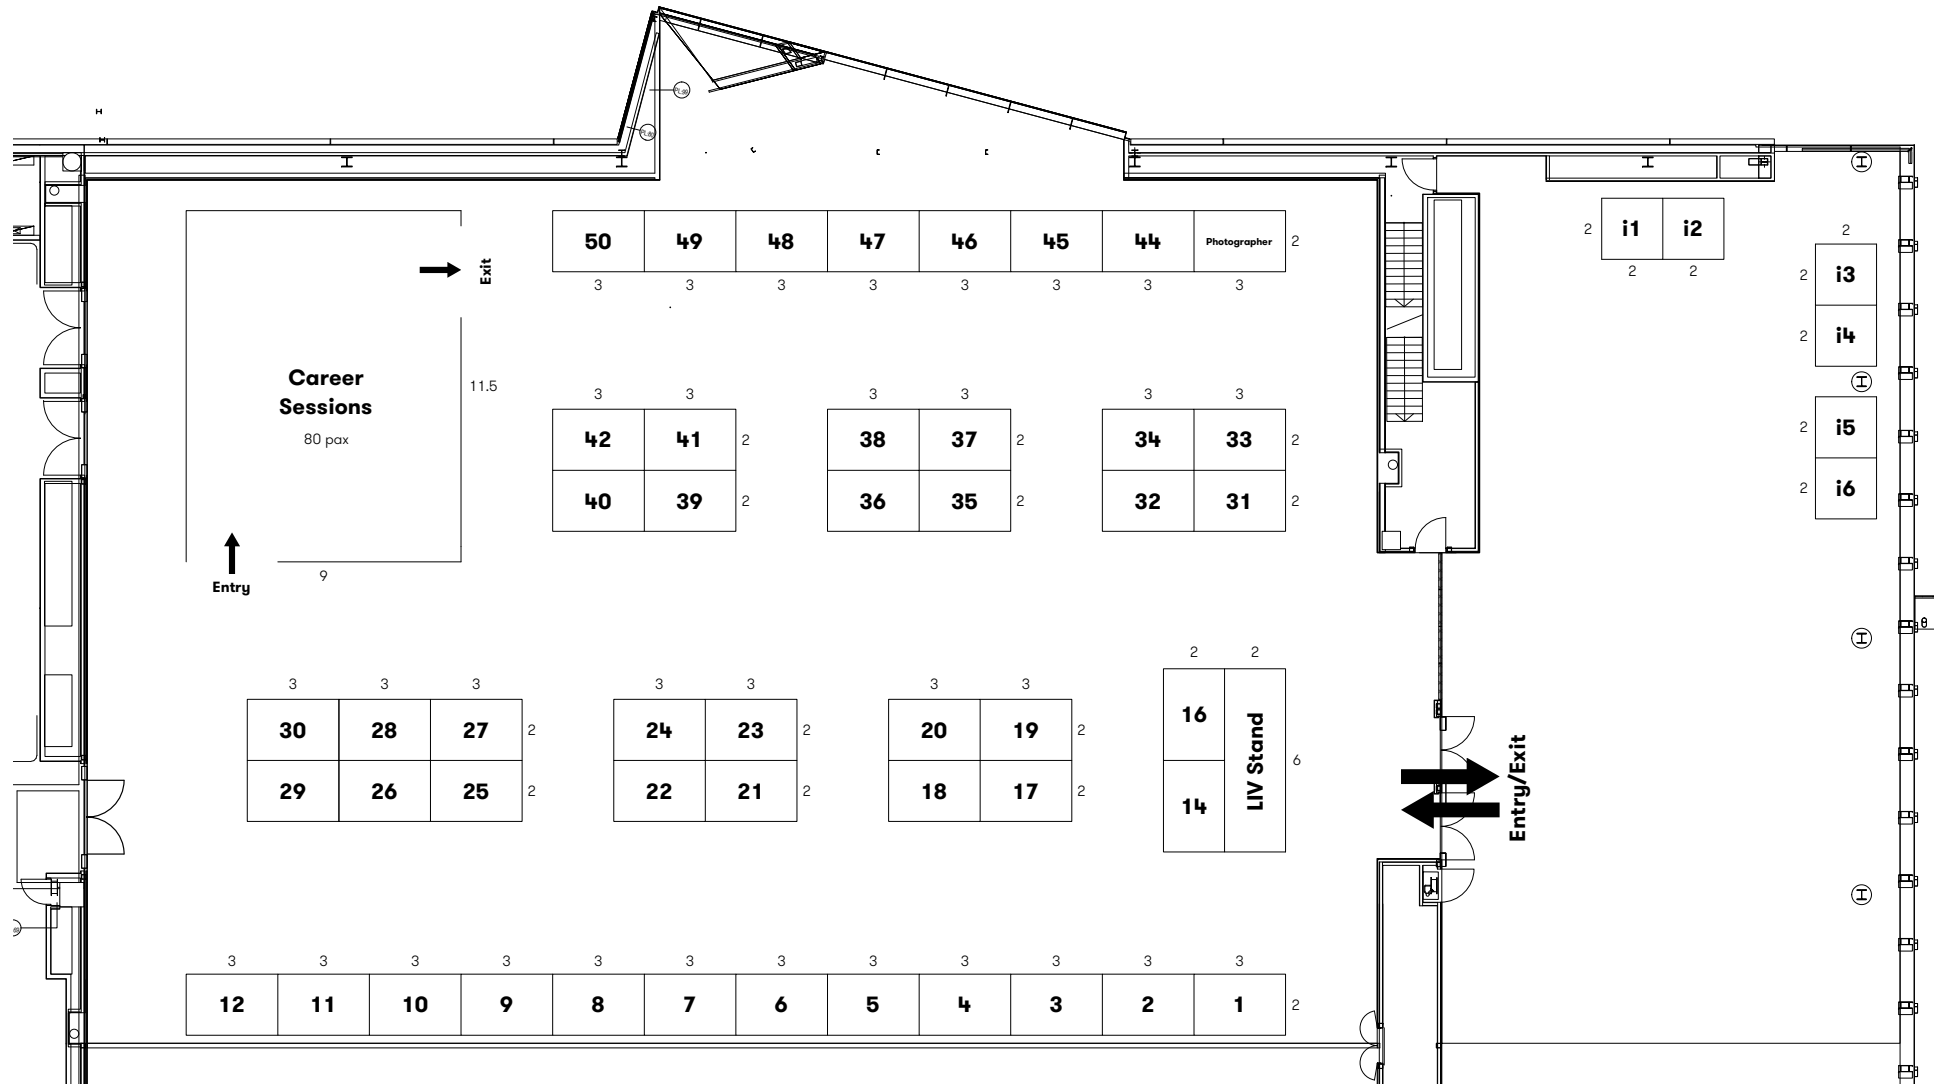 50 49 48 47 46 45 44 Photographer 2
3 3 3 3 3 3 3 3
Exit
Career
Sessions
80 pax
11.5
9
Entry
3 3 3 3 3 3
42 41 2 38 37 2 34 33 2
40 39 2 36 35 2 32 31 2
3 3 3 3 3 3 3
30 28 27 2 24 23 2 20 19 2
29 26 25 2 22 21 2 18 17 2
2 2
16
14
LIV Stand
6
Entry/Exit
3 3 3 3 3 3 3 3 3 3 3 3
12 11 10 9 8 7 6 5 4 3 2 1 2
2 i1 i2
2 2
2
2 i3
2 i4
2 i5
2 i6